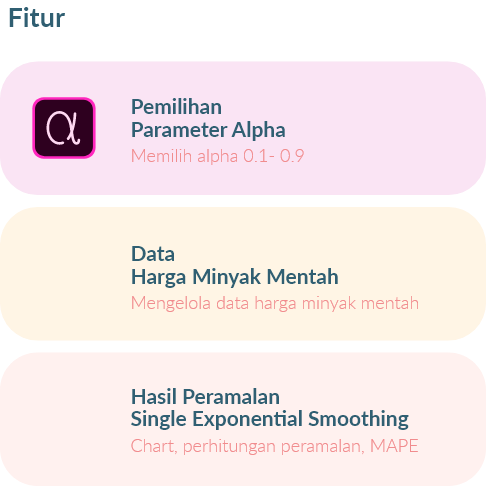 Fitur
α
Pemilihan
Parameter Alpha
Memilih alpha 0.1- 0.9
Data
Harga Minyak Mentah
Mengelola data harga minyak mentah
Hasil Peramalan
Single Exponential Smoothing
Chart, perhitungan peramalan, MAPE